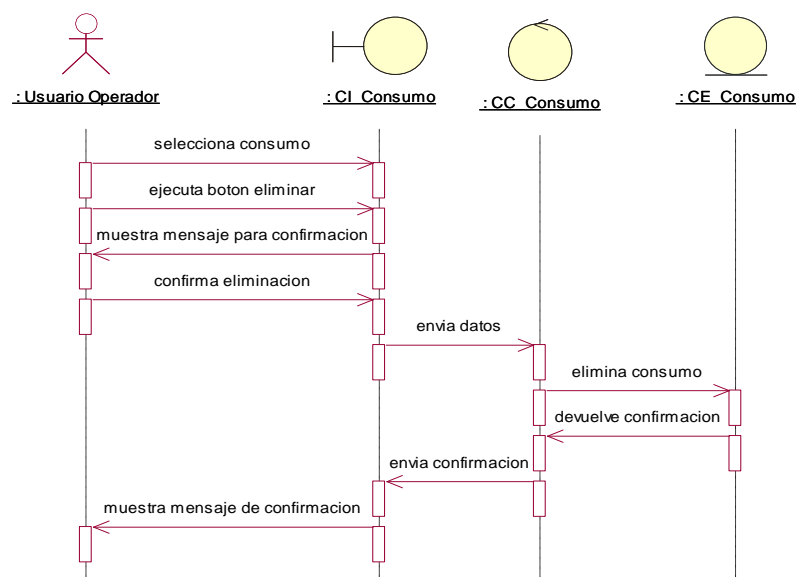 : Usuario Operador
: CI_Consumo
: CC_Consumo
: CE_Consumo
selecciona consumo
ejecuta boton eliminar
muestra mensaje para confirmacion
confirma eliminacion
envia datos
elimina consumo
devuelve confirmacion
envia confirmacion
muestra mensaje de confirmacion